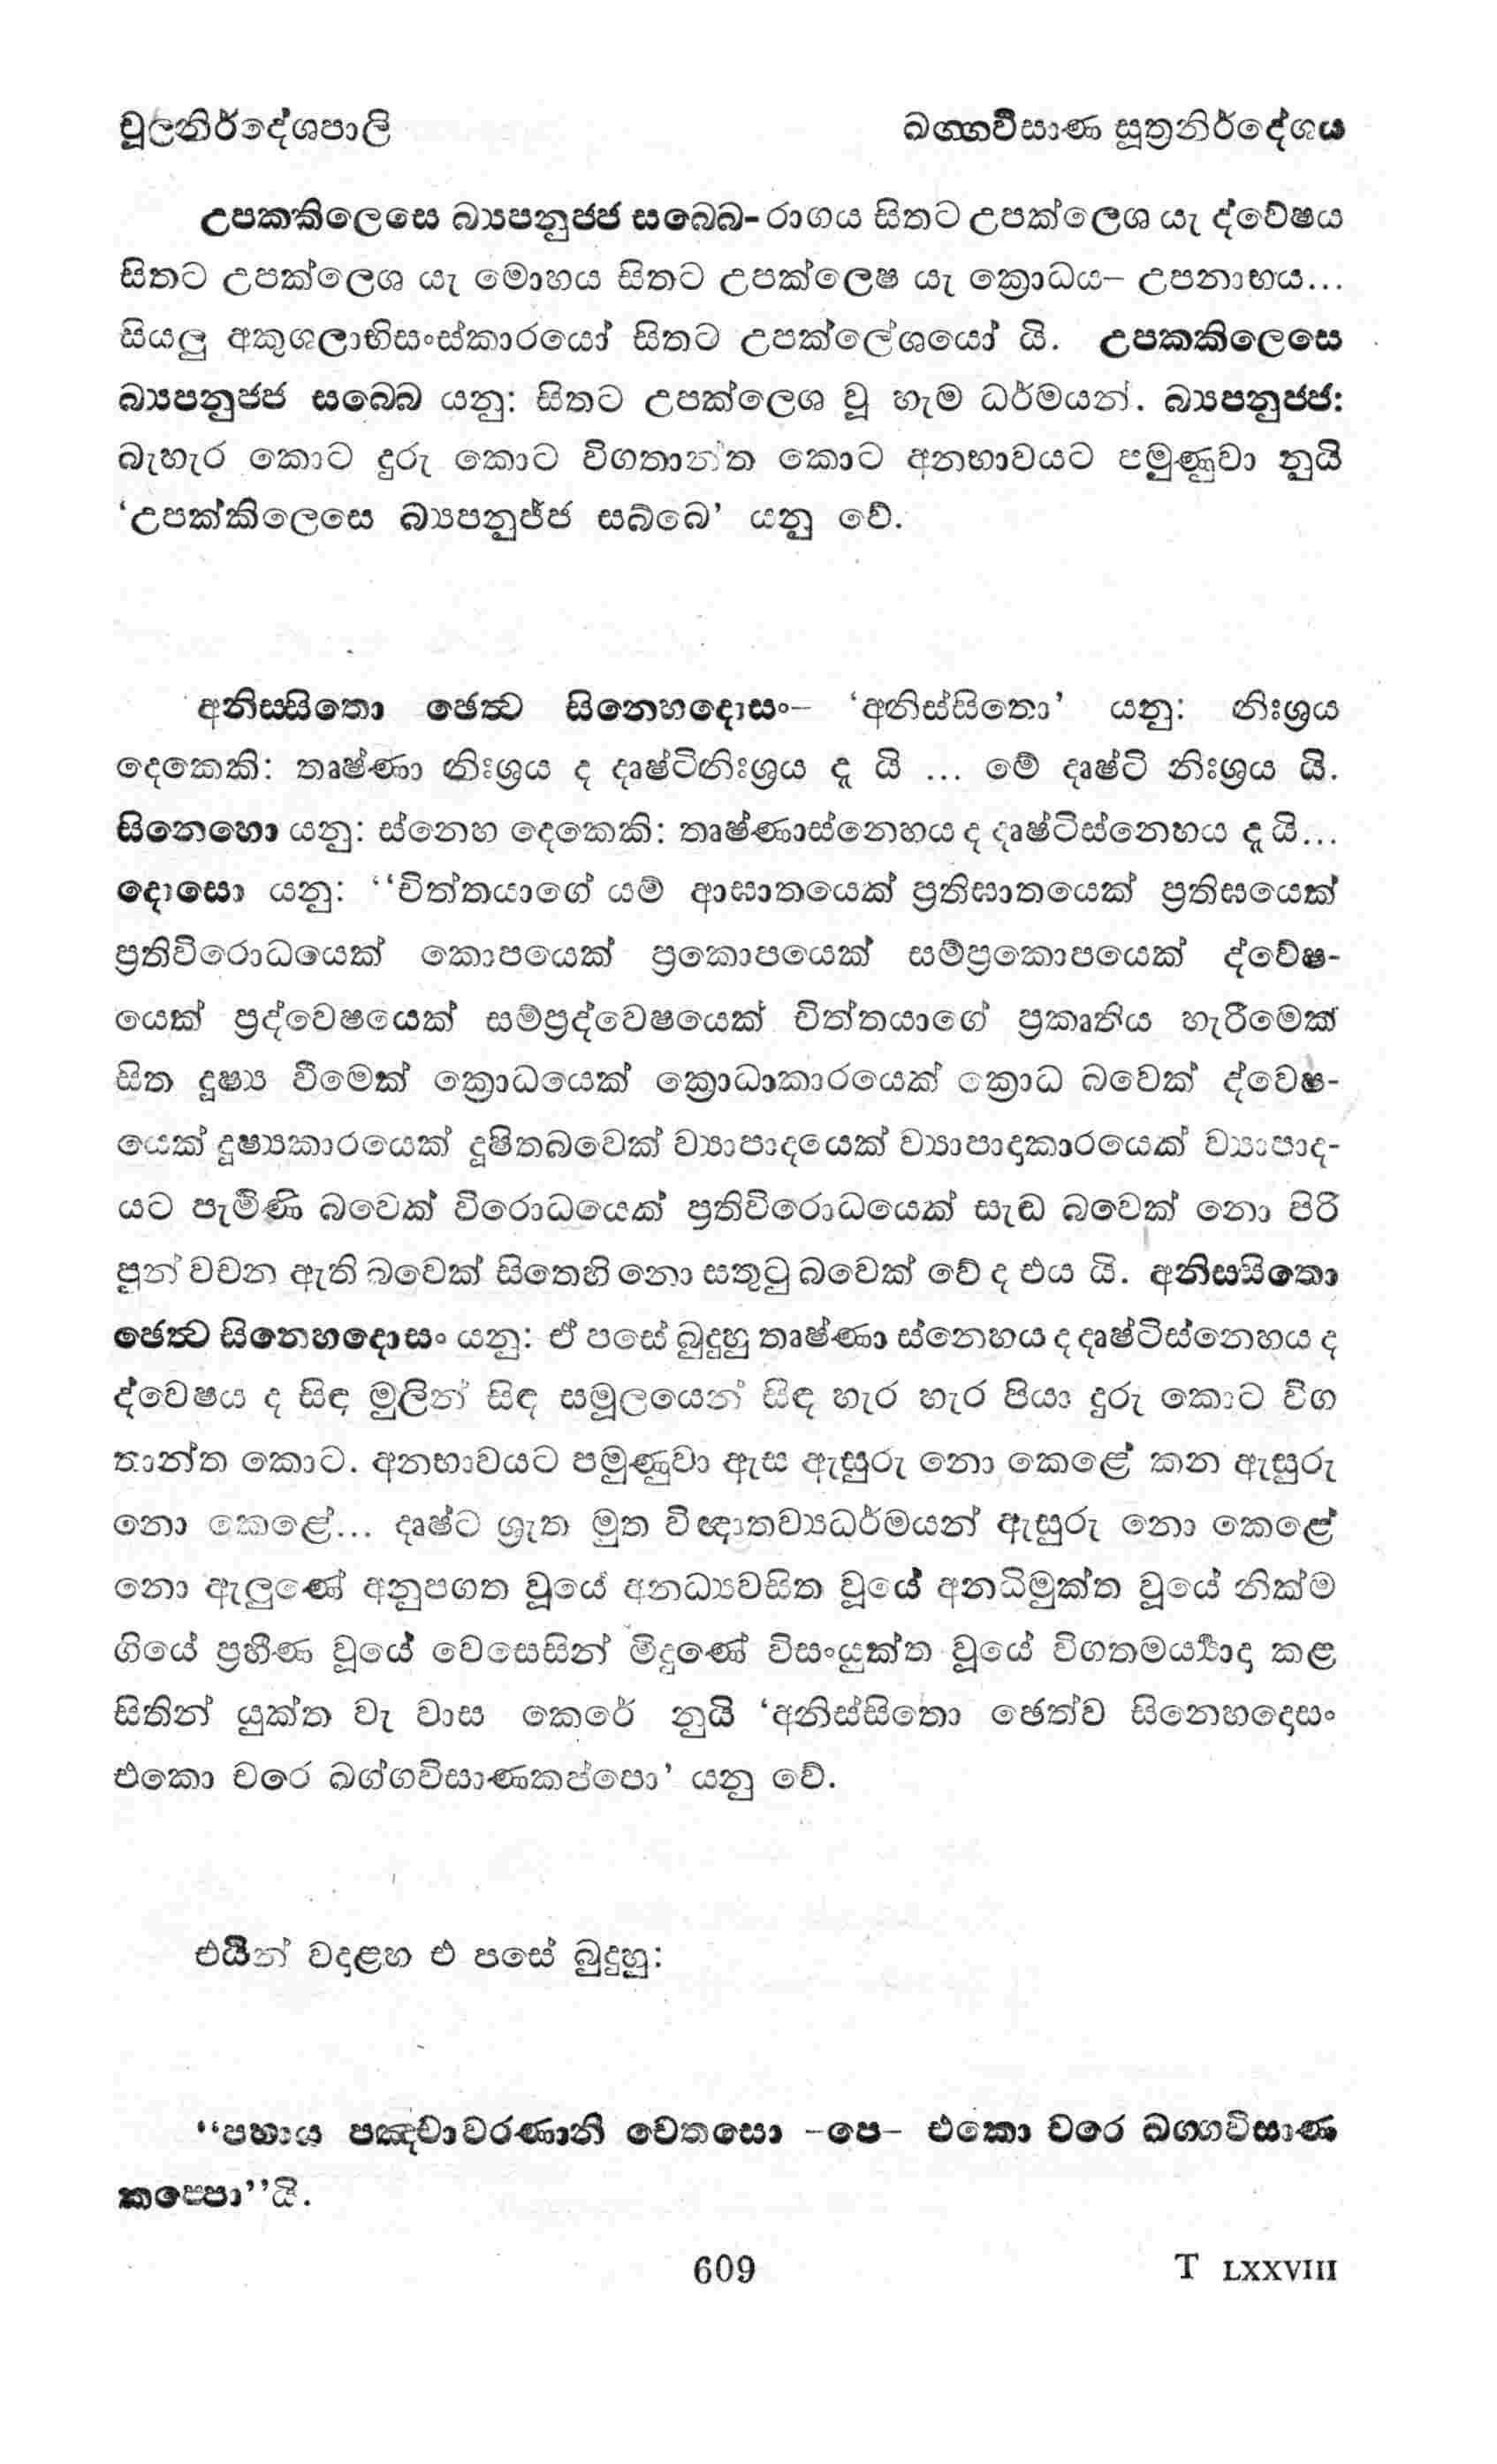 චූලනිර්දේශපාලි ඛග්ගවිසාණ සූත්‍රනිර්දේශය
උපක්කිලෙසෙ බ්‍යපනුජ්ජ සබ්බෙ- රාගය සිතට උපක්ලෙශ යැ ද්වේෂය
සිතට උපක්ලෙශ යැ මොහය සිතට උපක්ලෙෂ යැ ක්‍රොධය– උපනාහය...
සියලු අකුශලාභිසංස්කාරයෝ සිතට උපක්ලේශයෝ යි. උපක්කිලෙසෙ
බ්‍යපනුජ්ජ සබ්බෙ යනු: සිතට උපක්ලෙශ වූ හැම ධර්මයන්. බ්‍යපනුජ්ජ:
බැහැර කොට දුරු කොට විගතාන්ත කොට අනභාවයට පමුණුවා නුයි
‘උපක්කිලෙසෙ බ්‍යපනුජ්ජ සබ්බෙ’ යනු වේ.
අනිස්සිතො ඡෙත්‍ව සිනෙහදොසං– ‘අනිස්සිතො’ යනු: නිඃශ්‍රය
දෙකෙකි: තෘෂ්ණා නිඃශ්‍රය ද දෘෂ්ටිනිඃශ්‍රය ද යි ... මේ දෘෂ්ටි නිඃශ්‍රය යි.
සිනෙහො යනු: ස්නෙහ දෙකෙකි: තෘෂ්ණාස්නෙහය ද දෘෂ්ටිස්නෙහය ද යි...
දොසො යනු: ‘‘චිත්තයාගේ යම් ආඝාතයෙක් ප්‍රතිඝාතයෙක් ප්‍රතිඝයෙක්
ප්‍රතිවිරොධයෙක් කොපයෙක් ප්‍රකොපයෙක් සම්ප්‍රකොපයෙක් ද්වේෂ-
යෙක් ප්‍රද්වෙෂයෙක් සම්ප්‍රද්වෙෂයෙක් චිත්තයාගේ ප්‍රකෘතිය හැරීමෙක්
සිත දූෂ්‍ය වීමෙක් ක්‍රොධයෙක් ක්‍රොධාකාරයෙක් ක්‍රොධ බවෙක් ද්වෙෂ-
යෙක් දූෂ්‍යකාරයෙක් දූෂිතබවෙක් ව්‍යාපාදයෙක් ව්‍යාපාදාකාරයෙක් ව්‍යාපාද-
යට පැමිණි බවෙක් විරොධයෙක් ප්‍රතිවිරොධයෙක් සැඬ බවෙක් නො පිරි
පුන් වචන ඇති බවෙක් සිතෙහි නො සතුටු බවෙක් වේ ද එය යි. අනිස්සිතො
ඡෙත්‍ව සිනෙහදොසං යනු: ඒ පසේ බුදුහු තෘෂ්ණා ස්නෙහය ද දෘෂ්ටිස්නෙහය ද
ද්වෙෂය ද සිඳ මුලින් සිඳ සමූලයෙන් සිඳ හැර හැර පියා දුරු කොට විග
තාන්ත කොට. අනභාවයට පමුණුවා ඇස ඇසුරු නො කෙළේ කන ඇසුරු
නො කෙළේ... දෘෂ්ට ශ්‍රැත මුත විඥාතව්‍යධර්මයන් ඇසුරු නො කෙළේ
නො ඇලුණේ අනුපගත වූයේ අනධ්‍යවසිත වූයේ අනධිමුක්ත වූයේ නික්ම
ගියේ ප්‍රහීණ වූයේ වෙසෙසින් මිදුණේ විසංයුක්ත වූයේ විගතමර්‍ය්‍යාදා කළ
සිතින් යුක්ත වැ වාස කෙරේ නුයි ‘අනිස්සිතො ඡෙත්ව සිනෙහදොසං
එකො චරෙ ඛග්ගවිසාණකප්පො’ යනු වේ.
එයින් වදාළහ එ පසේ බුදුහු:
‘‘පහාය පඤ්චාවරණානි චෙතසො –පෙ– එකො චරෙ ඛග්ගවිසාණ
කප්පො’’යි.
609 T LXXVIII